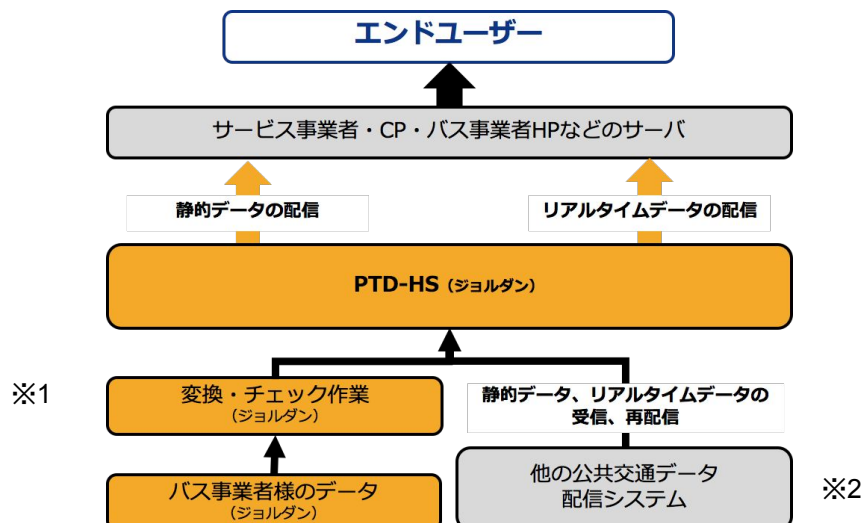 エンドユーザー
サービス事業者・CP・バス事業者HPなどのサーバ
静的データの配信
リアルタイムデータの配信
PTD-HS（ジョルダン）
※1
変換・チェック作業
（ジョルダン）
静的データ、リアルタイムデータの
受信、再配信
バス事業者様のデータ
（ジョルダン）
他の公共交通データ
配信システム
※2